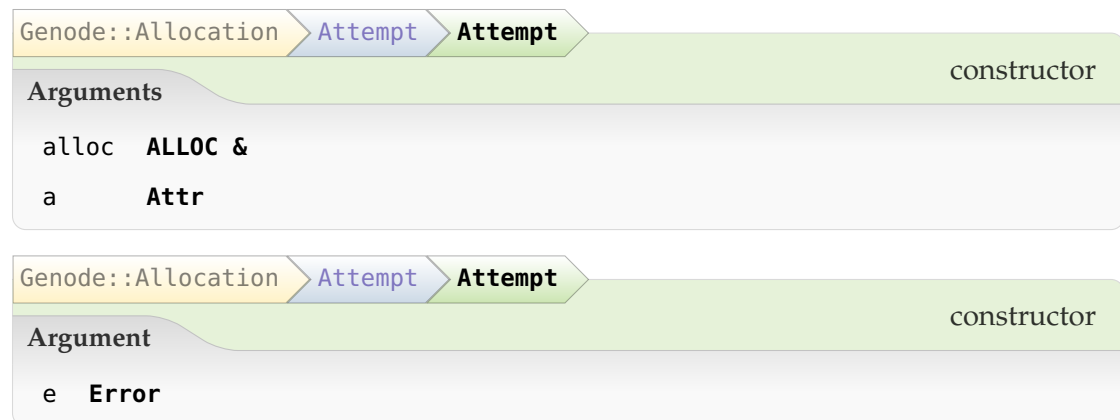 Genode::Allocation Attempt Attempt
constructor
Arguments
alloc ALLOC &
a Attr
Genode::Allocation Attempt Attempt
constructor
Argument
e Error